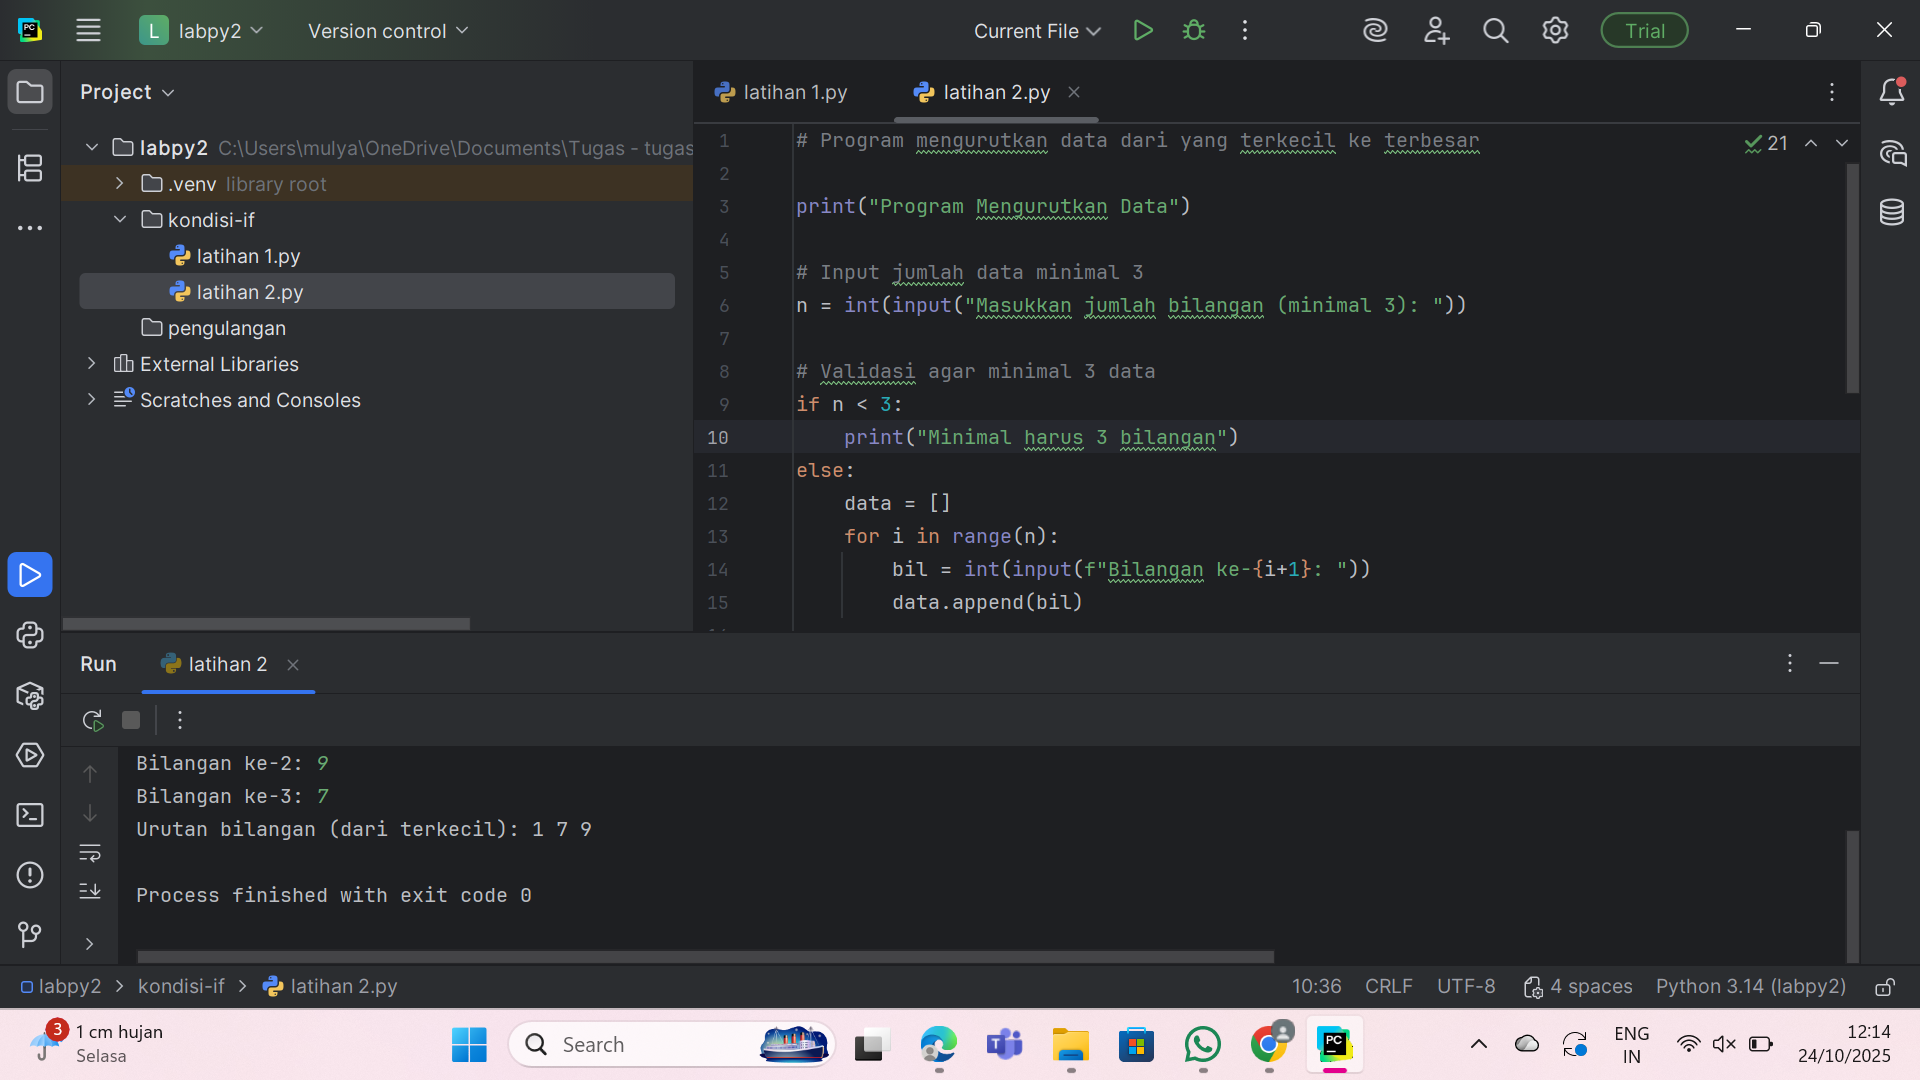 PC
L labpy2
Version control
Current File
Trial
Project
labpy2 C:\Users\mulya\OneDrive\Documents\Tugas - tugas
.venv library root
kondisi-if
latihan 1.py
latihan 2.py
pengulangan
External Libraries
Scratches and Consoles
latihan 1.py
latihan 2.py
21
1 # Program mengurutkan data dari yang terkecil ke terbesar
2
3 print("Program Mengurutkan Data")
4
5 # Input jumlah data minimal 3
6 n = int(input("Masukkan jumlah bilangan (minimal 3): "))
7
8 # Validasi agar minimal 3 data
9 if n < 3:
10 print("Minimal harus 3 bilangan")
11 else:
12 data = []
13 for i in range(n):
14 bil = int(input(f"Bilangan ke-{i+1}: "))
15 data.append(bil)
Run
latihan 2
Bilangan ke-2: 9
Bilangan ke-3: 7
Urutan bilangan (dari terkecil): 1 7 9
Process finished with exit code 0
labpy2 > kondisi-if > latihan 2.py
10:36
CRLF
UTF-8
4 spaces
Python 3.14 (labpy2)
3
1 cm hujan
Selasa
Search
T
PC
ENG
IN
12:14
24/10/2025